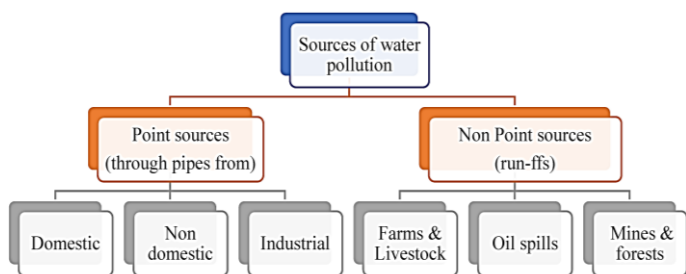 Sources of water
pollution
Point sources
(through pipes from)
Non Point sources
(run-ffs)
Domestic
Non
domestic
Industrial
Farms &
Livestock
Oil spills
Mines &
forests